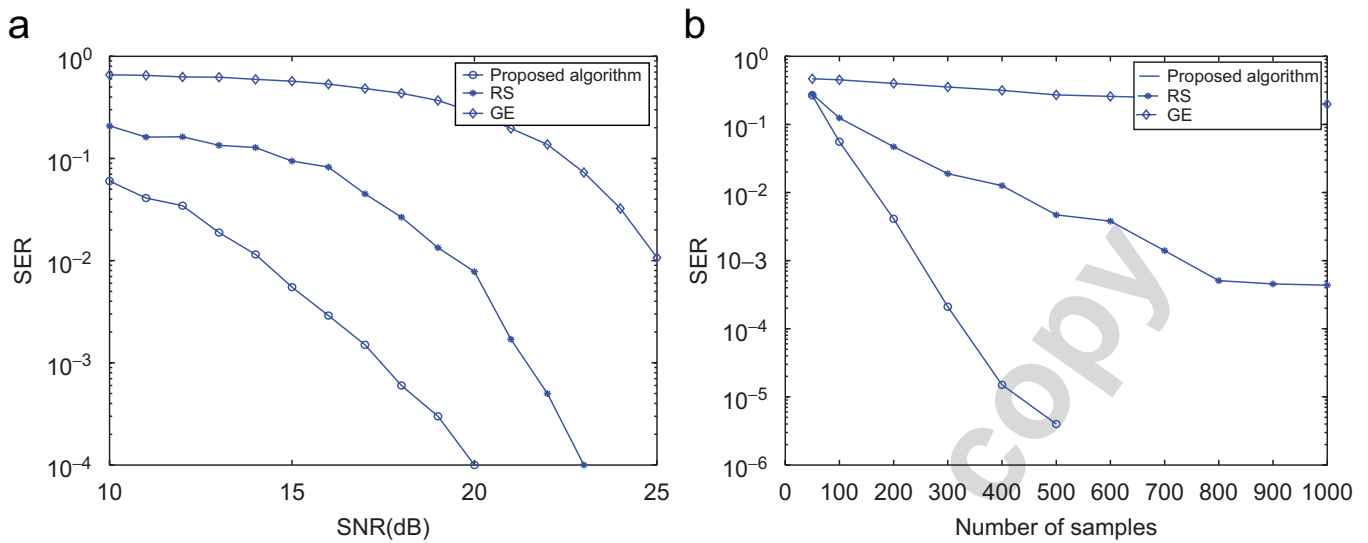 a
10^0
10^–1
10^–2
10^–3
10^–4
SER
10
15
20
25
SNR(dB)
Proposed algorithm
RS
GE
b
10^0
10^–1
10^–2
10^–3
10^–4
10^–5
10^–6
SER
0
100
200
300
400
500
600
700
800
900
1000
Number of samples
Proposed algorithm
RS
GE
copy